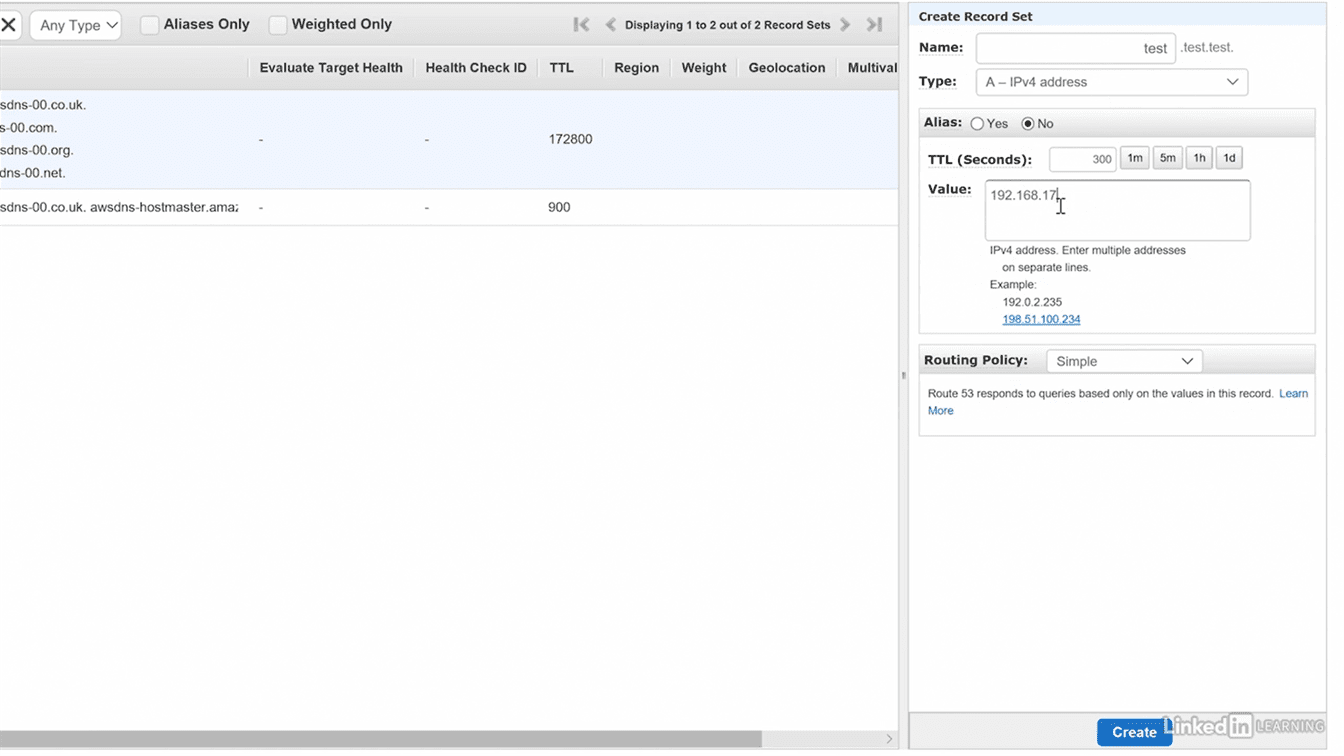 Any Type
Aliases Only
Weighted Only
Displaying 1 to 2 out of 2 Record Sets
Evaluate Target Health
Health Check ID
TTL
Region
Weight
Geolocation
Multival
sdns-00.co.uk.
s-00.com.
sdns-00.org.
dns-00.net.
-
-
172800
sdns-00.co.uk. awsdns-hostmaster.amaz
-
-
900
Create Record Set
Name: test .test.test.
Type: A – IPv4 address
Alias: Yes No
TTL (Seconds): 300 1m 5m 1h 1d
Value: 192.168.17
IPv4 address. Enter multiple addresses
on separate lines.
Example:
192.0.2.235
198.51.100.234
Routing Policy: Simple
Route 53 responds to queries based only on the values in this record. Learn
More
Create
Linked in LEARNING